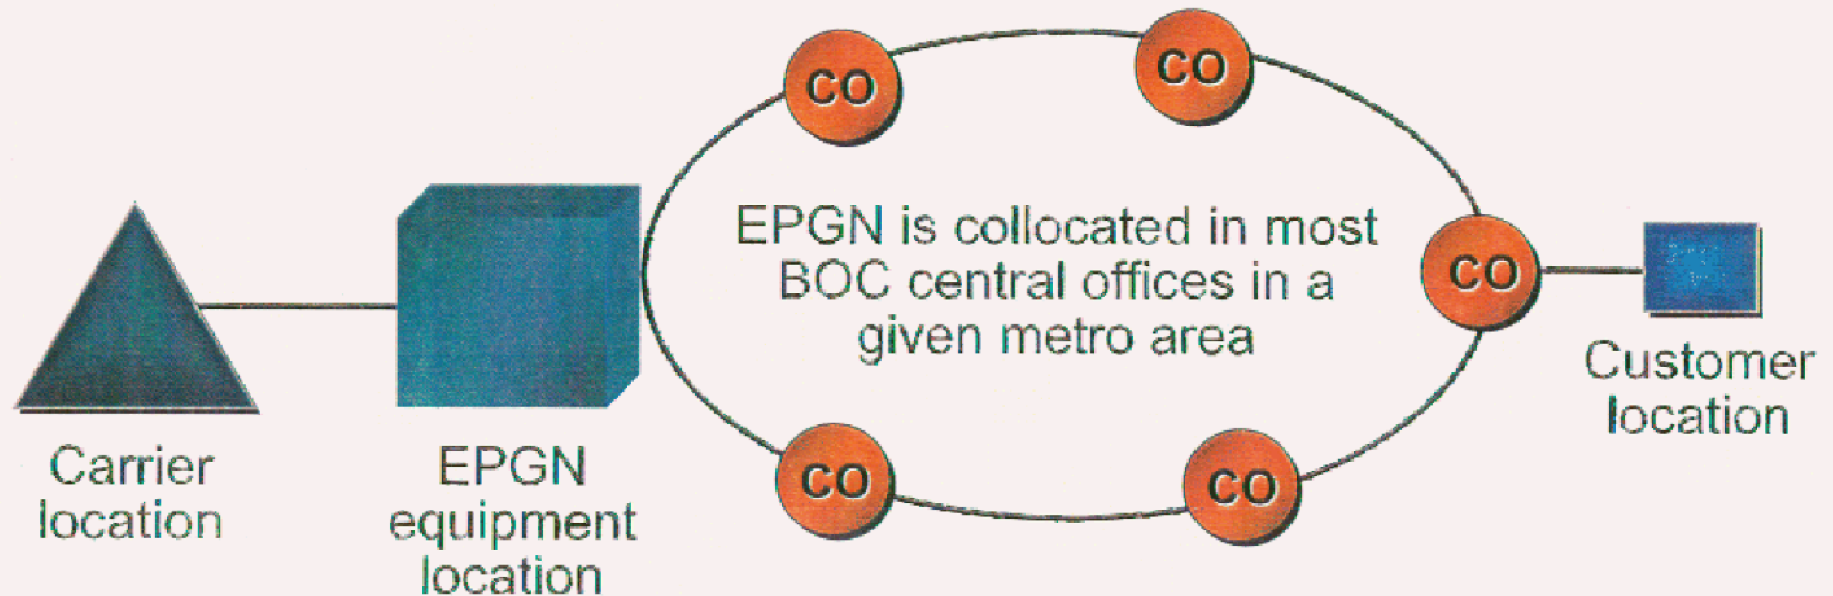 CO
CO
EPGN is collocated in most
BOC central offices in a
given metro area
CO
CO
CO
Carrier
location
EPGN
equipment
location
Customer
location